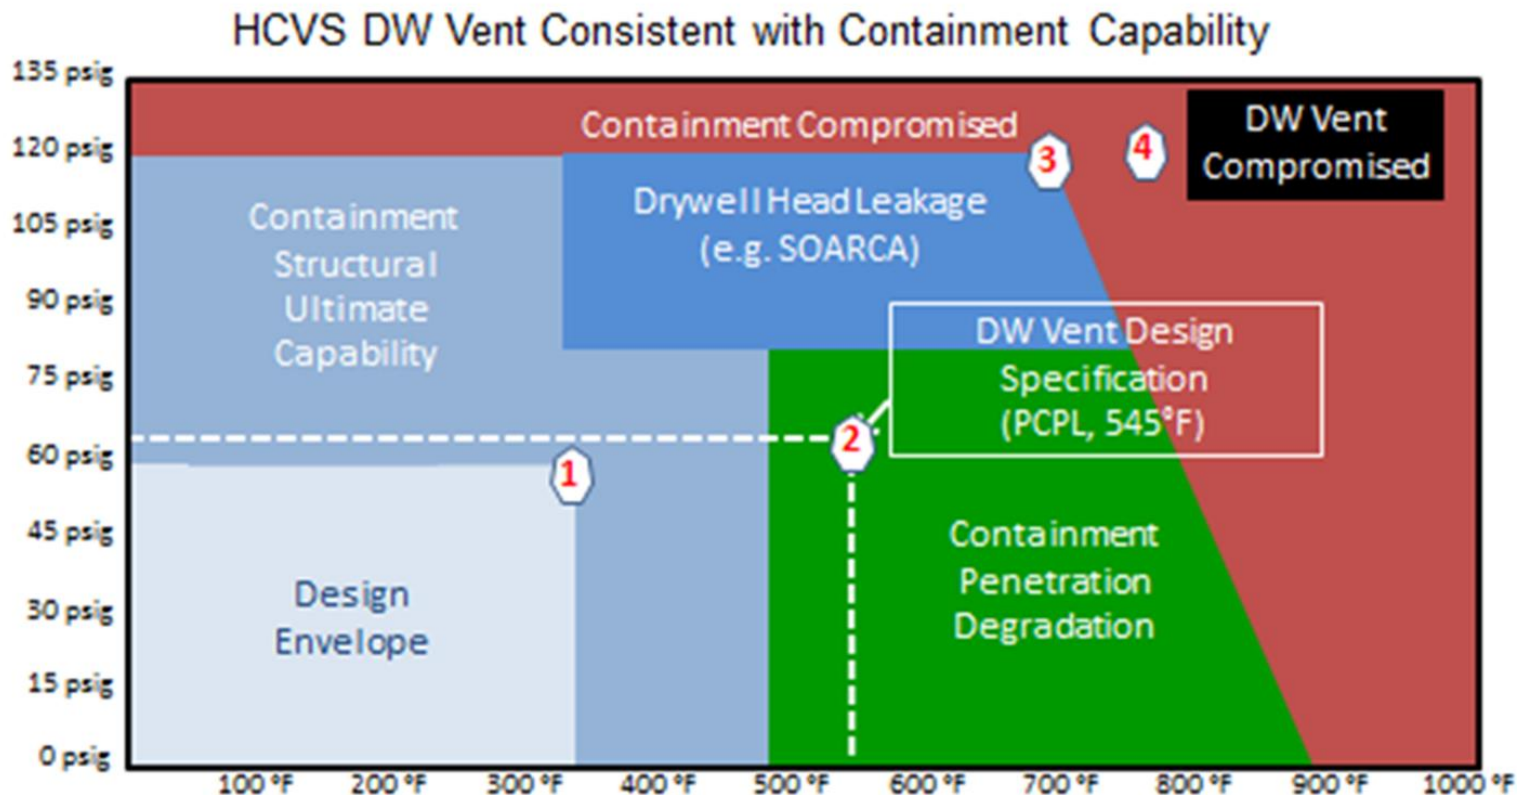 HCVS DW Vent Consistent with Containment Capability
135 psig
120 psig
105 psig
90 psig
75 psig
60 psig
45 psig
30 psig
15 psig
0 psig
Containment Compromised
3
4
DW Vent
Compromised
Containment
Structural
Ultimate
Capability
Drywell Head Leakage
(e.g. SOARCA)
DW Vent Design
Specification
(PCPL, 545°F)
1
2
Design
Envelope
Containment
Penetration
Degradation
100 °F
200 °F
300 °F
400 °F
500 °F
600 °F
700 °F
800 °F
900 °F
1000 °F